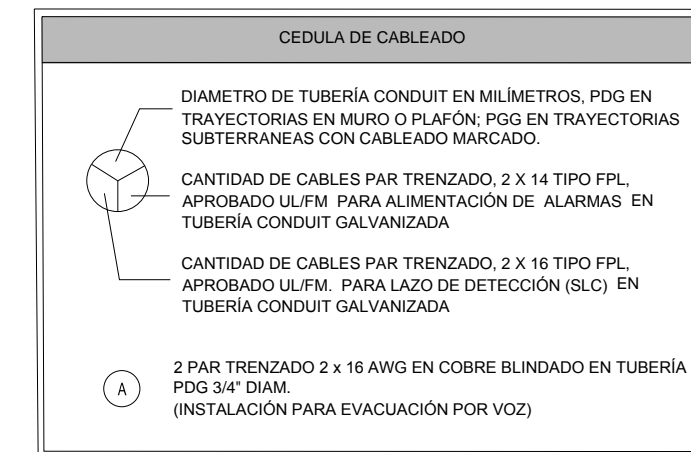 CEDULA DE CABLEADO
DIAMETRO DE TUBERÍA CONDUIT EN MILÍMETROS, PDG EN
TRAYECTORIAS EN MURO O PLAFÓN; PGG EN TRAYECTORIAS
SUBTERRANEAS CON CABLEADO MARCADO.
CANTIDAD DE CABLES PAR TRENZADO, 2 X 14 TIPO FPL,
APROBADO UL/FM PARA ALIMENTACIÓN DE ALARMAS EN
TUBERÍA CONDUIT GALVANIZADA
CANTIDAD DE CABLES PAR TRENZADO, 2 X 16 TIPO FPL,
APROBADO UL/FM. PARA LAZO DE DETECCIÓN (SLC) EN
TUBERÍA CONDUIT GALVANIZADA
A
2 PAR TRENZADO 2 x 16 AWG EN COBRE BLINDADO EN TUBERÍA
PDG 3/4" DIAM.
(INSTALACIÓN PARA EVACUACIÓN POR VOZ)